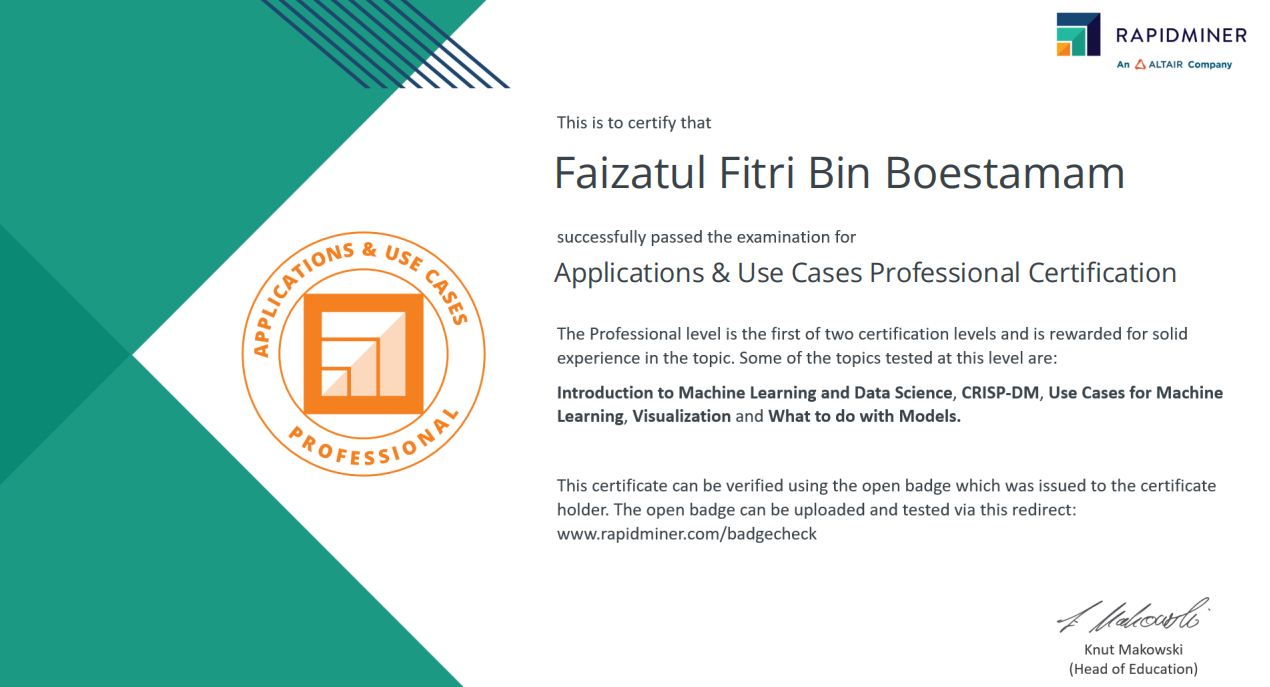 RAPIDMINER
An ALTAIR Company
This is to certify that
Faizatul Fitri Bin Boestamam
successfully passed the examination for
Applications & Use Cases Professional Certification
APPLICATIONS & USE CASES
PROFESSIONAL
The Professional level is the first of two certification levels and is rewarded for solid
experience in the topic. Some of the topics tested at this level are:
Introduction to Machine Learning and Data Science, CRISP-DM, Use Cases for Machine
Learning, Visualization and What to do with Models.
This certificate can be verified using the open badge which was issued to the certificate
holder. The open badge can be uploaded and tested via this redirect:
www.rapidminer.com/badgecheck
Knut Makowski
(Head of Education)